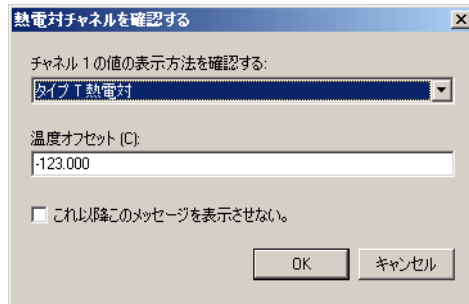 熱電対チャネルを確認する
チャネル 1 の値の表示方法を確認する:
タイプ T 熱電対
温度オフセット (C):
-123.000
これ以降このメッセージを表示させない。
OK
キャンセル